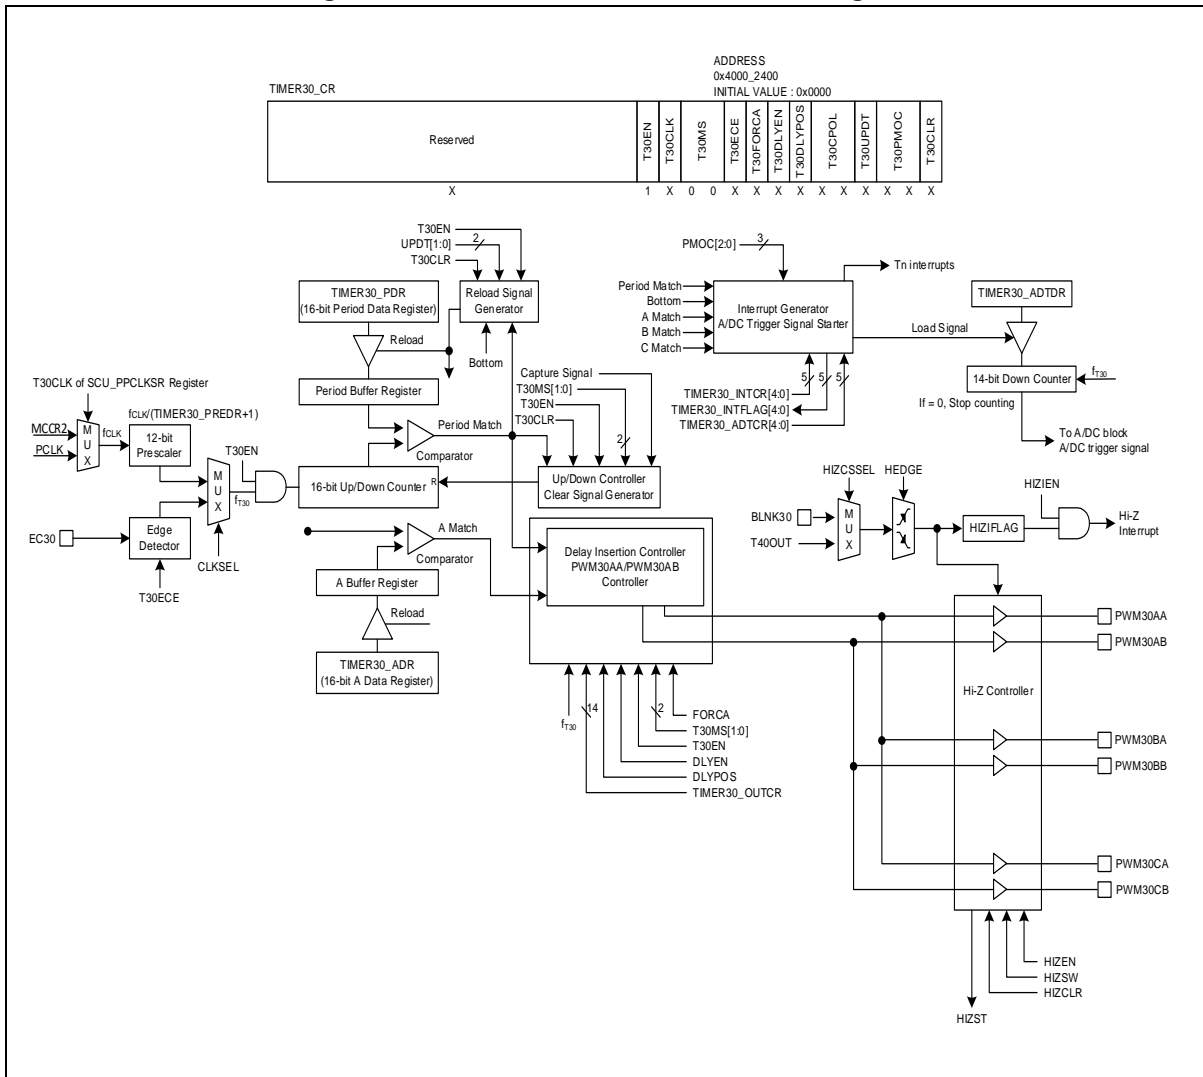 ADDRESS
0x4000_2400
INITIAL VALUE : 0x0000
TIMER30_CR
Reserved
T30EN
T30CLK
T30MS
T30ECE
T30FORCA
T30DLYEN
T30DLYPOS
T30CPOL
T30UPDT
T30PMOC
T30CLR
X 1 X 0 0 X X X X X X X X X X
T30EN
UPDT[1:0]
2
T30CLR
TIMER30_PDR
(16-bit Period Data Register)
Reload Signal
Generator
Reload
Bottom
Period Buffer Register
PMOC[2:0]
3
Tn interrupts
Period Match
Bottom
A Match
B Match
C Match
Interrupt Generator
A/DC Trigger Signal Starter
TIMER30_ADTDR
Load Signal
14-bit Down Counter
fT30
If = 0, Stop counting
To A/DC block
A/DC trigger signal
5
5
5
TIMER30_INTCR[4:0]
TIMER30_INTFLAG[4:0]
TIMER30_ADTCR[4:0]
Capture Signal
T30MS[1:0]
T30EN
T30CLR
2
T30CLK of SCU_PPCLKSR Register
fCLK/(TIMER30_PREDR+1)
MCCR2
PCLK
M
U
X
fCLK
12-bit
Prescaler
M
U
X
T30EN
fT30
CLKSEL
EC30
Edge
Detector
T30ECE
Period Match
Comparator
16-bit Up/Down Counter
R
Up/Down Controller
Clear Signal Generator
A Match
Comparator
A Buffer Register
Reload
TIMER30_ADR
(16-bit A Data Register)
Delay Insertion Controller
PWM30AA/PWM30AB
Controller
fT30
14
2
FORCA
T30MS[1:0]
T30EN
DLYEN
DLYPOS
TIMER30_OUTCR
HIZCSSEL
HEDGE
BLNK30
T40OUT
M
U
X
HIZIFLAG
HIZIEN
Hi-Z
Interrupt
PWM30AA
PWM30AB
Hi-Z Controller
PWM30BA
PWM30BB
PWM30CA
PWM30CB
HIZEN
HIZSW
HIZCLR
HIZST